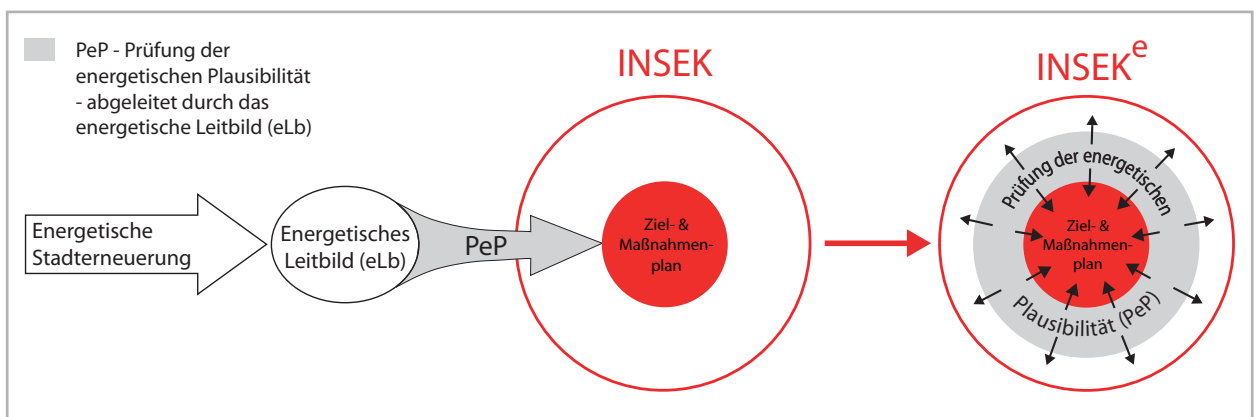 PeP - Prüfung der
energetischen Plausibilität
- abgeleitet durch das
energetische Leitbild (eLb)
Energetische
Stadterneuerung
Energetisches
Leitbild (eLb)
PeP
INSEK
Ziel- &
Maßnahmen-
plan
INSEKe
Prüfung der energetischen
Ziel- &
Maßnahmen-
plan
Plausibilität (PeP)